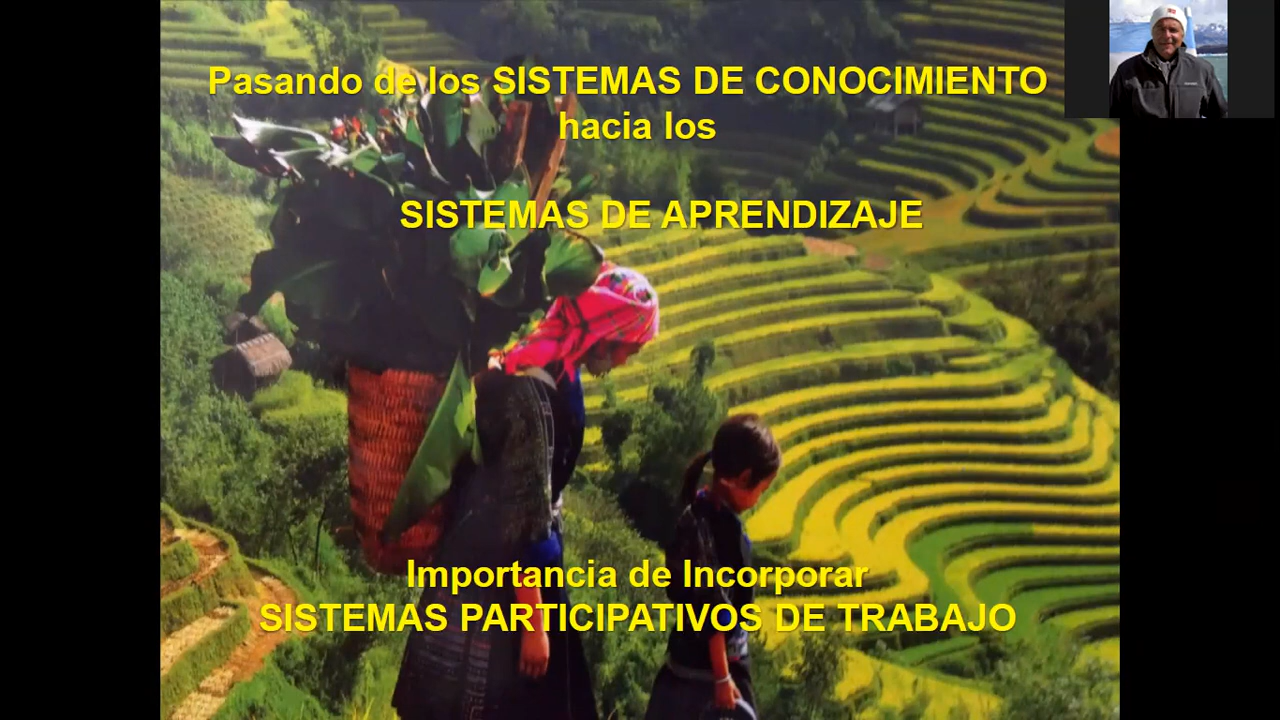 Pasando de los SISTEMAS DE CONOCIMIENTO
hacia los
SISTEMAS DE APRENDIZAJE
Importancia de Incorporar
SISTEMAS PARTICIPATIVOS DE TRABAJO